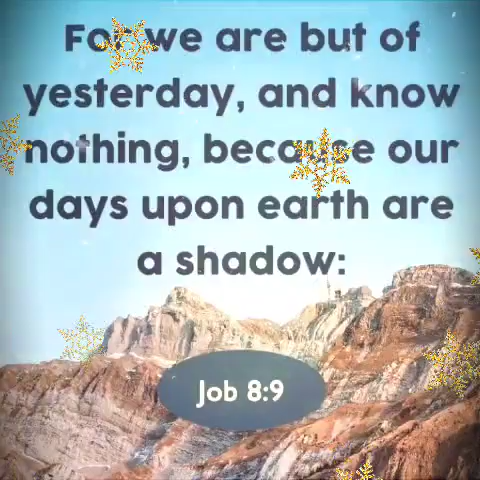 For we are but of
yesterday, and know
nothing, because our
days upon earth are
a shadow:
Job 8:9